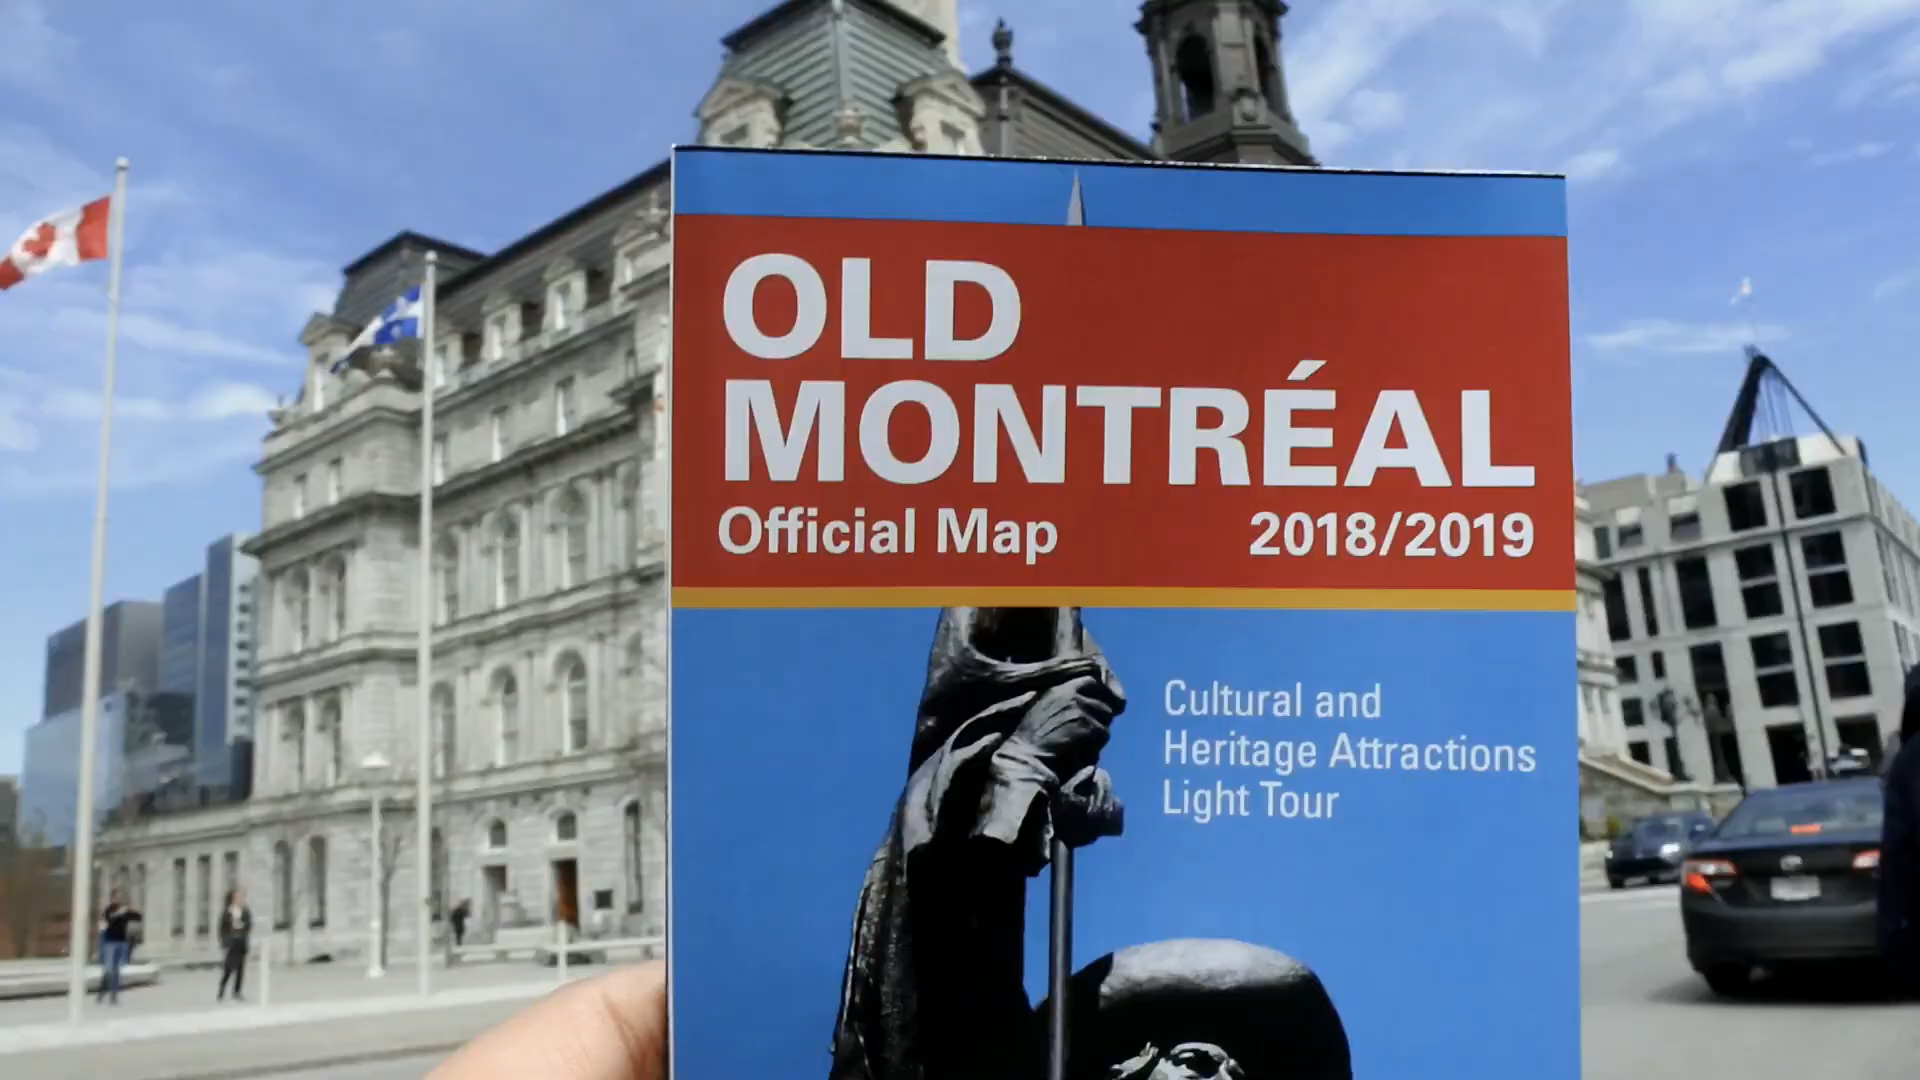 OLD
MONTRÉAL
Official Map 2018/2019
Cultural and
Heritage Attractions
Light Tour